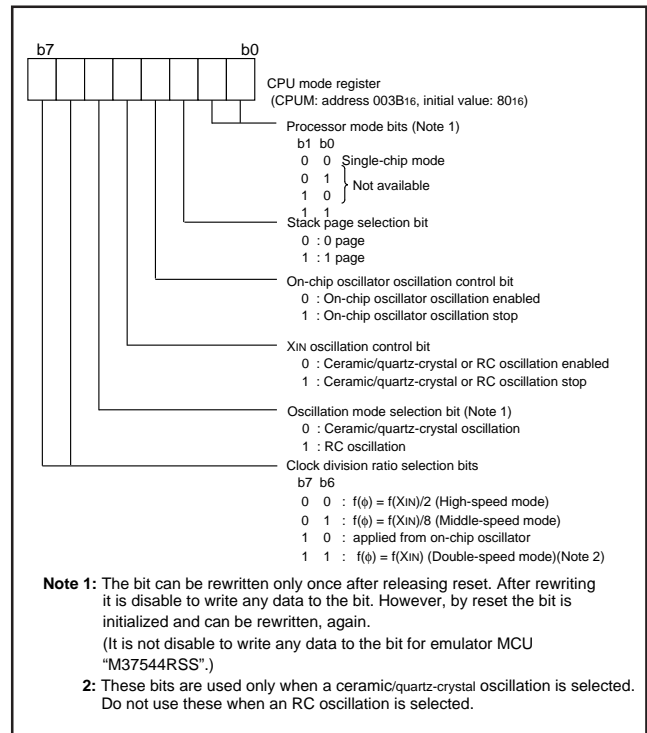 b7 b0
CPU mode register
(CPUM: address 003B16, initial value: 8016)
Processor mode bits (Note 1)
b1 b0
0 0 Single-chip mode
0 1
1 0 Not available
1 1
Stack page selection bit
0 : 0 page
1 : 1 page
On-chip oscillator oscillation control bit
0 : On-chip oscillator oscillation enabled
1 : On-chip oscillator oscillation stop
XIN oscillation control bit
0 : Ceramic/quartz-crystal or RC oscillation enabled
1 : Ceramic/quartz-crystal or RC oscillation stop
Oscillation mode selection bit (Note 1)
0 : Ceramic/quartz-crystal oscillation
1 : RC oscillation
Clock division ratio selection bits
b7 b6
0 0 : f(φ) = f(XIN)/2 (High-speed mode)
0 1 : f(φ) = f(XIN)/8 (Middle-speed mode)
1 0 : applied from on-chip oscillator
1 1 : f(φ) = f(XIN) (Double-speed mode)(Note 2)
Note 1: The bit can be rewritten only once after releasing reset. After rewriting
it is disable to write any data to the bit. However, by reset the bit is
initialized and can be rewritten, again.
(It is not disable to write any data to the bit for emulator MCU
“M37544RSS”.)
2: These bits are used only when a ceramic/quartz-crystal oscillation is selected.
Do not use these when an RC oscillation is selected.